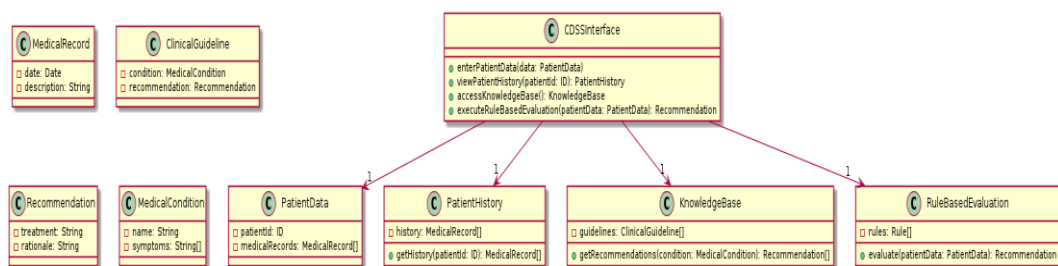 C MedicalRecord
date: Date
description: String
C ClinicalGuideline
condition: MedicalCondition
recommendation: Recommendation
C CDSSInterface
enterPatientData(data: PatientData)
viewPatientHistory(patientId: ID): PatientHistory
accessKnowledgeBase(): KnowledgeBase
executeRuleBasedEvaluation(patientData: PatientData): Recommendation
1
1
1
1
C Recommendation
treatment: String
rationale: String
C MedicalCondition
name: String
symptoms: String[]
C PatientData
patientId: ID
medicalRecords: MedicalRecord[]
C PatientHistory
history: MedicalRecord[]
getHistory(patientId: ID): MedicalRecord[]
C KnowledgeBase
guidelines: ClinicalGuideline[]
getRecommendations(condition: MedicalCondition): Recommendation[]
C RuleBasedEvaluation
rules: Rule[]
evaluate(patientData: PatientData): Recommendation